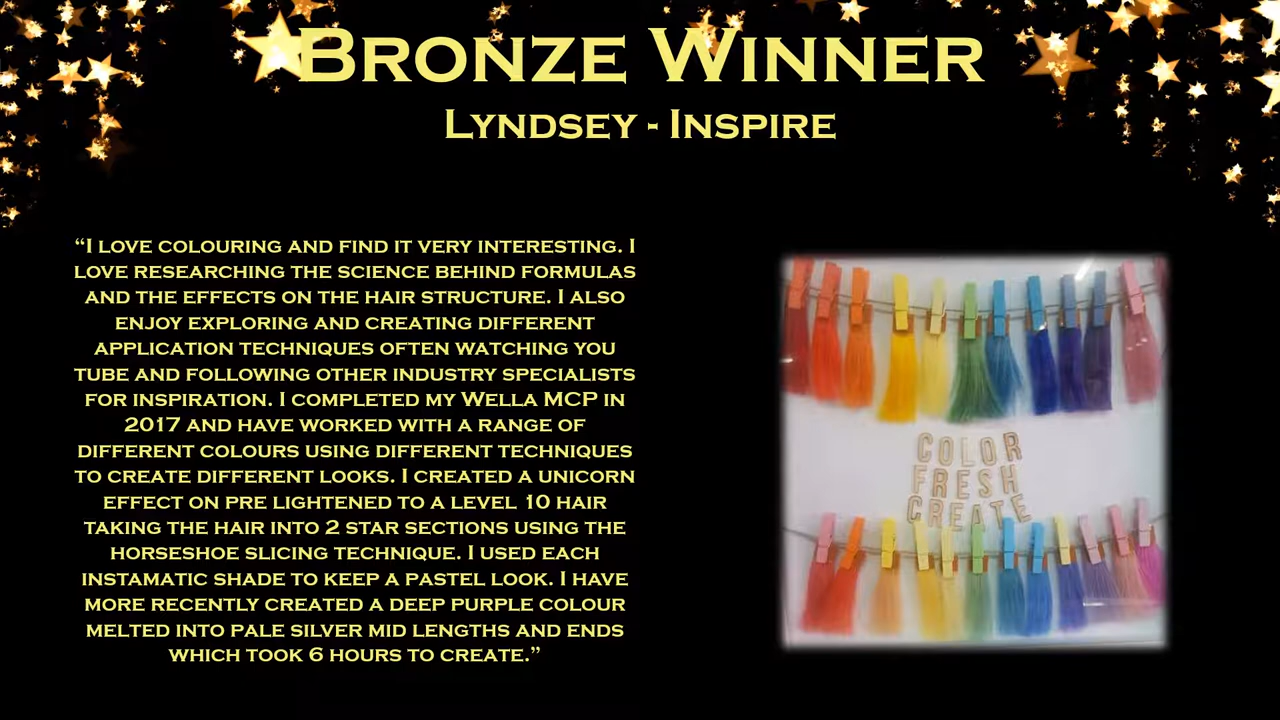 BRONZE WINNER
LYNDSEY - INSPIRE
“I LOVE COLOURING AND FIND IT VERY INTERESTING. I
LOVE RESEARCHING THE SCIENCE BEHIND FORMULAS
AND THE EFFECTS ON THE HAIR STRUCTURE. I ALSO
ENJOY EXPLORING AND CREATING DIFFERENT
APPLICATION TECHNIQUES OFTEN WATCHING YOU
TUBE AND FOLLOWING OTHER INDUSTRY SPECIALISTS
FOR INSPIRATION. I COMPLETED MY WELLA MCP IN
2017 AND HAVE WORKED WITH A RANGE OF
DIFFERENT COLOURS USING DIFFERENT TECHNIQUES
TO CREATE DIFFERENT LOOKS. I CREATED A UNICORN
EFFECT ON PRE LIGHTENED TO A LEVEL 10 HAIR
TAKING THE HAIR INTO 2 STAR SECTIONS USING THE
HORSESHOE SLICING TECHNIQUE. I USED EACH
INSTAMATIC SHADE TO KEEP A PASTEL LOOK. I HAVE
MORE RECENTLY CREATED A DEEP PURPLE COLOUR
MELTED INTO PALE SILVER MID LENGTHS AND ENDS
WHICH TOOK 6 HOURS TO CREATE.”
COLOR
FRESH
CREATE